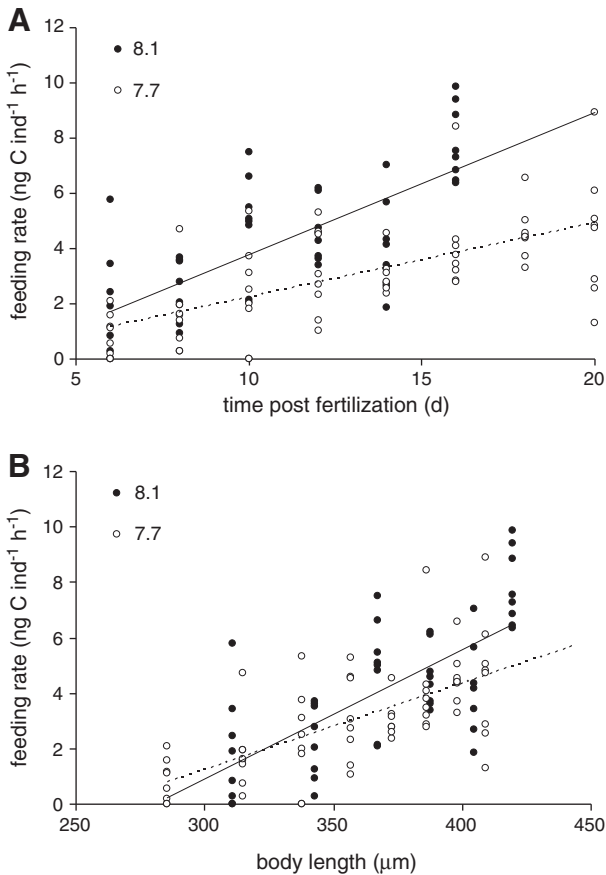 A
12
10
8
6
4
2
0
8.1
7.7
feeding rate (ng C ind⁻¹ h⁻¹)
5 10 15 20
time post fertilization (d)
B
12
10
8
6
4
2
0
8.1
7.7
feeding rate (ng C ind⁻¹ h⁻¹)
250 300 350 400 450
body length (μm)